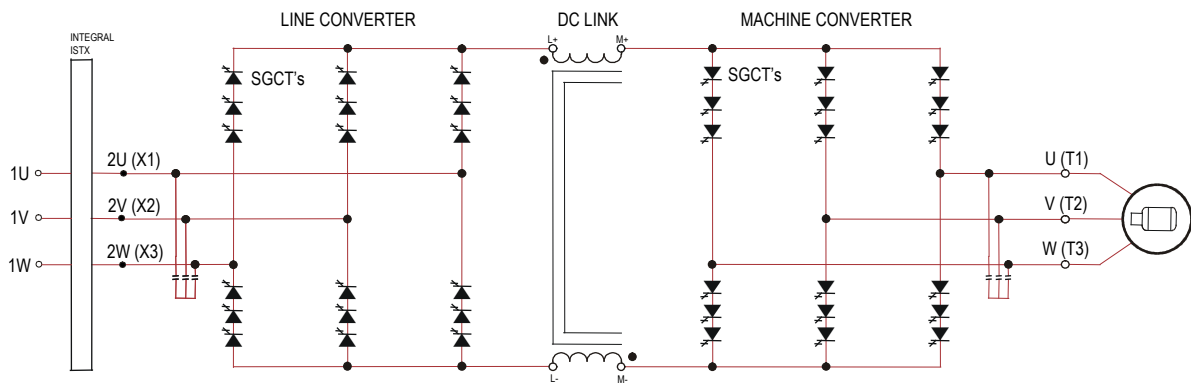 LINE CONVERTER
DC LINK
MACHINE CONVERTER
INTEGRAL
ISTX
L+
M+
SGCT's
SGCT's
1U
2U (X1)
U (T1)
1V
2V (X2)
V (T2)
1W
2W (X3)
W (T3)
L-
M-